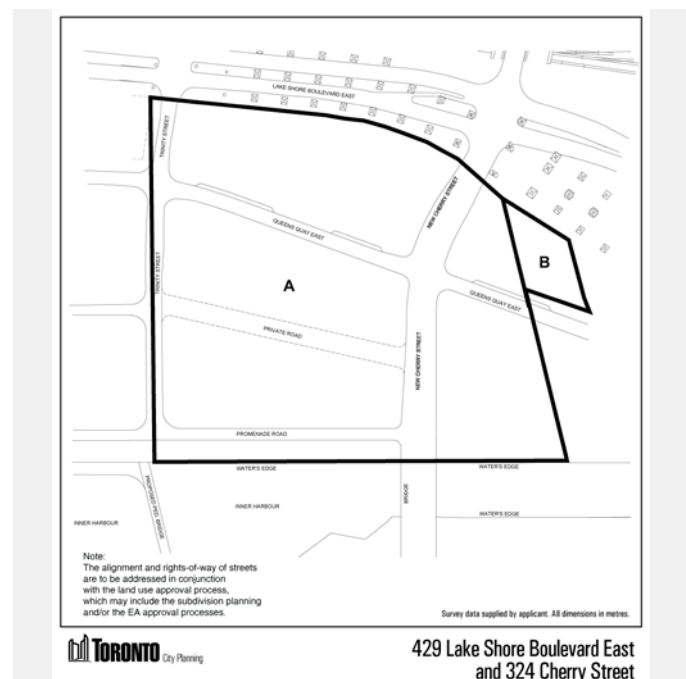 LAKE SHORE BOULEVARD EAST
TRINITY STREET
NEW CHERRY STREET
QUEENS QUAY EAST
B
TRINITY STREET
A
QUEENS QUAY EAST
PRIVATE ROAD
NEW CHERRY STREET
PROMENADE ROAD
WATER'S EDGE
WATER'S EDGE
PROPOSED PED. BRIDGE
BRIDGE
INNER HARBOUR
WATER'S EDGE
INNER HARBOUR
Note:
The alignment and rights-of-way of streets
are to be addressed in conjunction
with the land use approval process,
which may include the subdivision planning
and/or the EA approval processes.
Survey data supplied by applicant. All dimensions in metres.
TORONTO City Planning
429 Lake Shore Boulevard East
and 324 Cherry Street